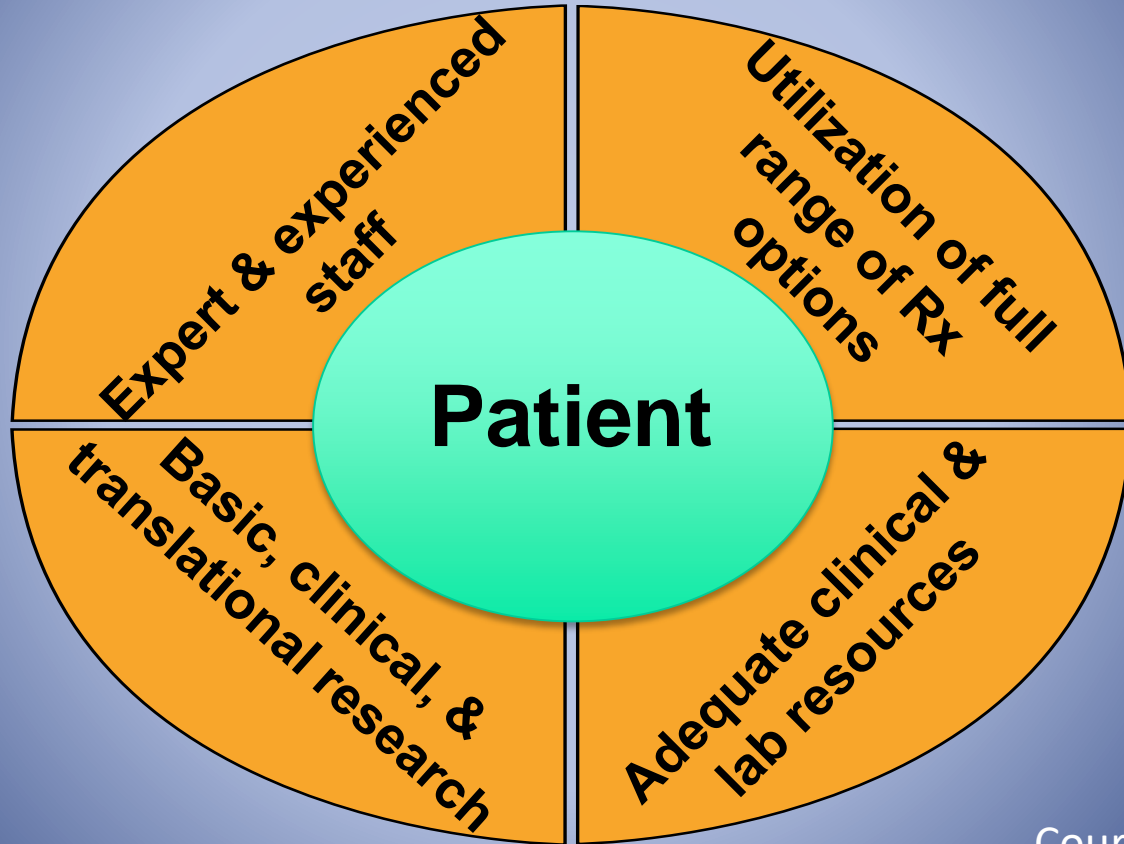 Expert & experienced
staff
Utilization of full
range of Rx
options
Patient
Basic, clinical, &
translational research
Adequate clinical &
lab resources